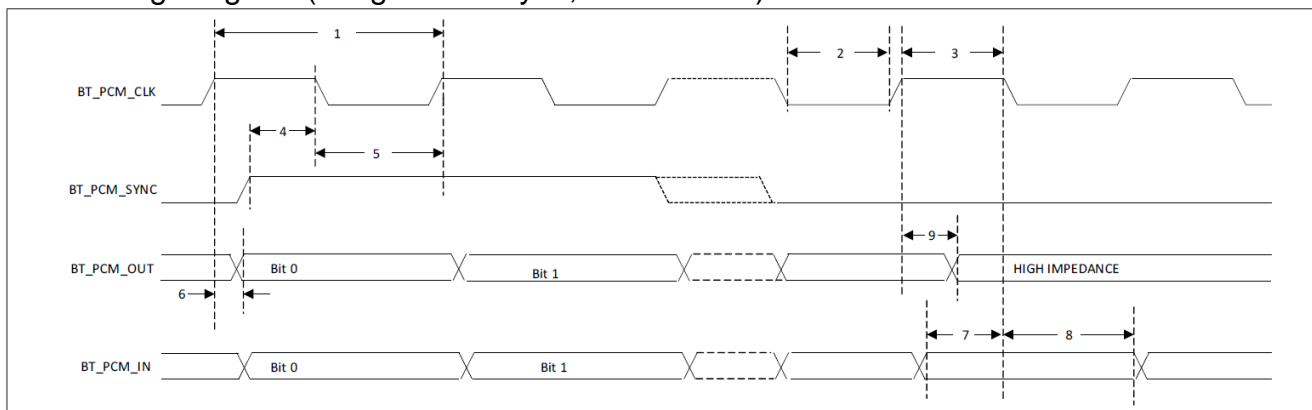 1
2
3
BT_PCM_CLK
4
5
BT_PCM_SYNC
9
BT_PCM_OUT
Bit 0
Bit 1
HIGH IMPEDANCE
6
7
8
BT_PCM_IN
Bit 0
Bit 1